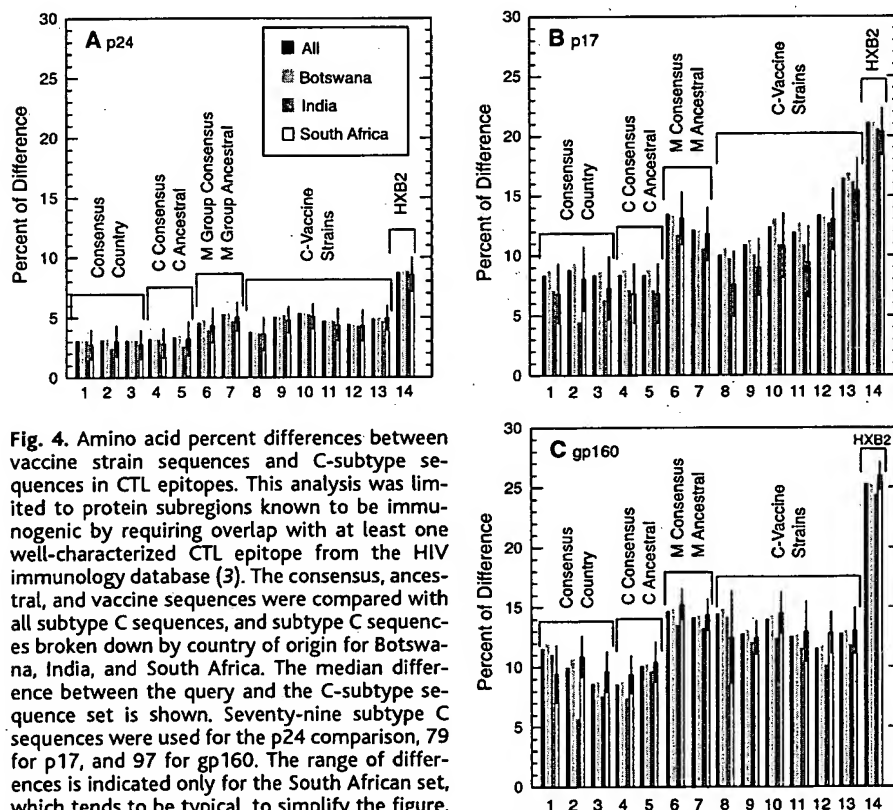 A p24
All
Botswana
India
South Africa
Percent of Difference
30
25
20
15
10
5
0
Consensus
Country
C Consensus
C Ancestral
M Group Consensus
M Group Ancestral
C-Vaccine
Strains
HXB2
1 2 3 4 5 6 7 8 9 10 11 12 13 14
B p17
Percent of Difference
30
25
20
15
10
5
0
Consensus
Country
C Consensus
C Ancestral
M Consensus
M Ancestral
C-Vaccine
Strains
HXB2
1 2 3 4 5 6 7 8 9 10 11 12 13 14
Fig. 4. Amino acid percent differences between
vaccine strain sequences and C-subtype se-
quences in CTL epitopes. This analysis was lim-
ited to protein subregions known to be immu-
nogenic by requiring overlap with at least one
well-characterized CTL epitope from the HIV
immunology database (3). The consensus, ances-
tral, and vaccine sequences were compared with
all subtype C sequences, and subtype C sequenc-
es broken down by country of origin for Botswa-
na, India, and South Africa. The median differ-
ence between the query and the C-subtype se-
quence set is shown. Seventy-nine subtype C
sequences were used for the p24 comparison, 79
for p17, and 97 for gp160. The range of differ-
ences is indicated only for the South African set,
which tends to be typical, to simplify the figure.
C gp160
Percent of Difference
30
25
20
15
10
5
0
Consensus
Country
C Consensus
C Ancestral
M Consensus
M Ancestral
C-Vaccine
Strains
HXB2
1 2 3 4 5 6 7 8 9 10 11 12 13 14